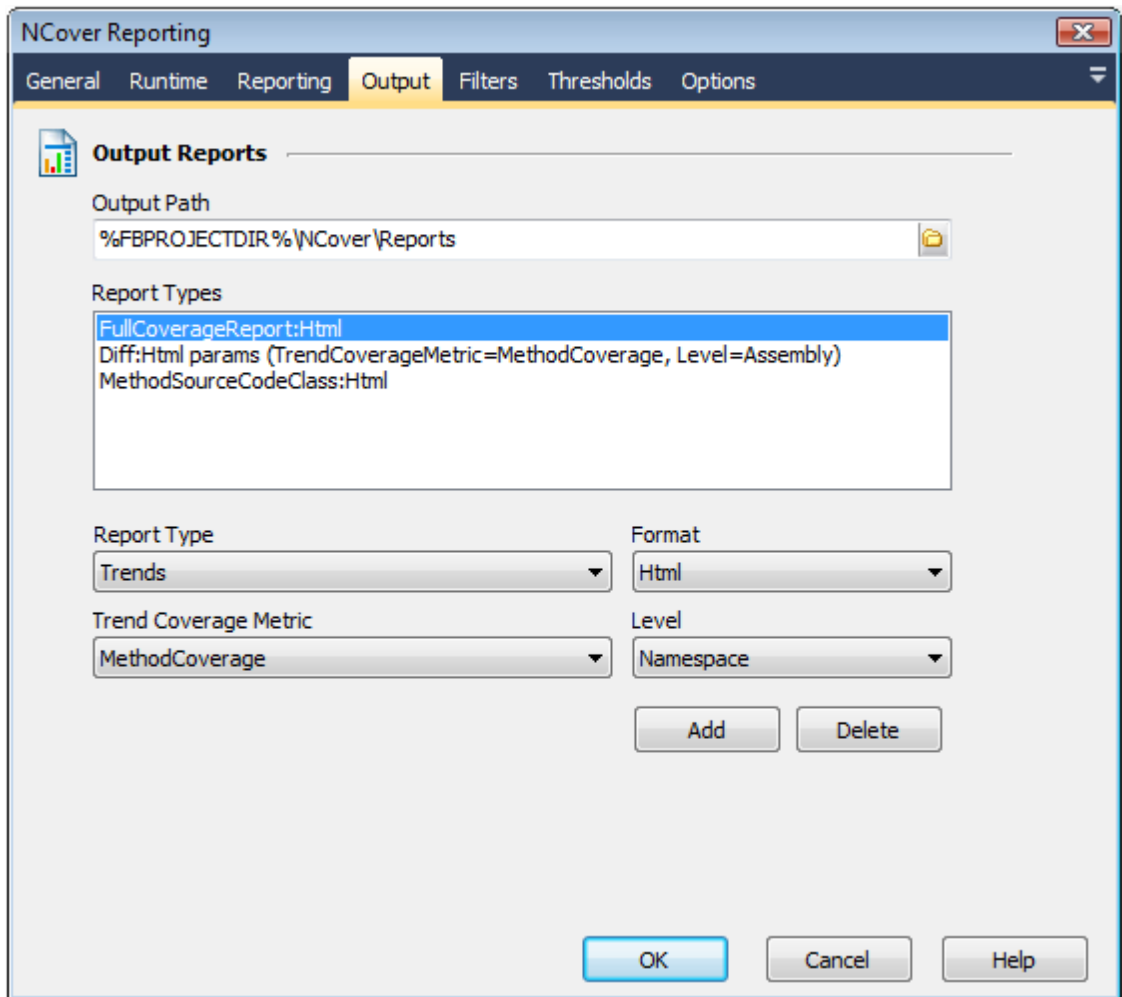 NCover Reporting
General Runtime Reporting Output Filters Thresholds Options
Output Reports
Output Path
%FBPROJECTDIR%\NCover\Reports
Report Types
FullCoverageReport:Html
Diff:Html params (TrendCoverageMetric=MethodCoverage, Level=Assembly)
MethodSourceCodeClass:Html
Report Type Format
Trends Html
Trend Coverage Metric Level
MethodCoverage Namespace
Add Delete
OK Cancel Help